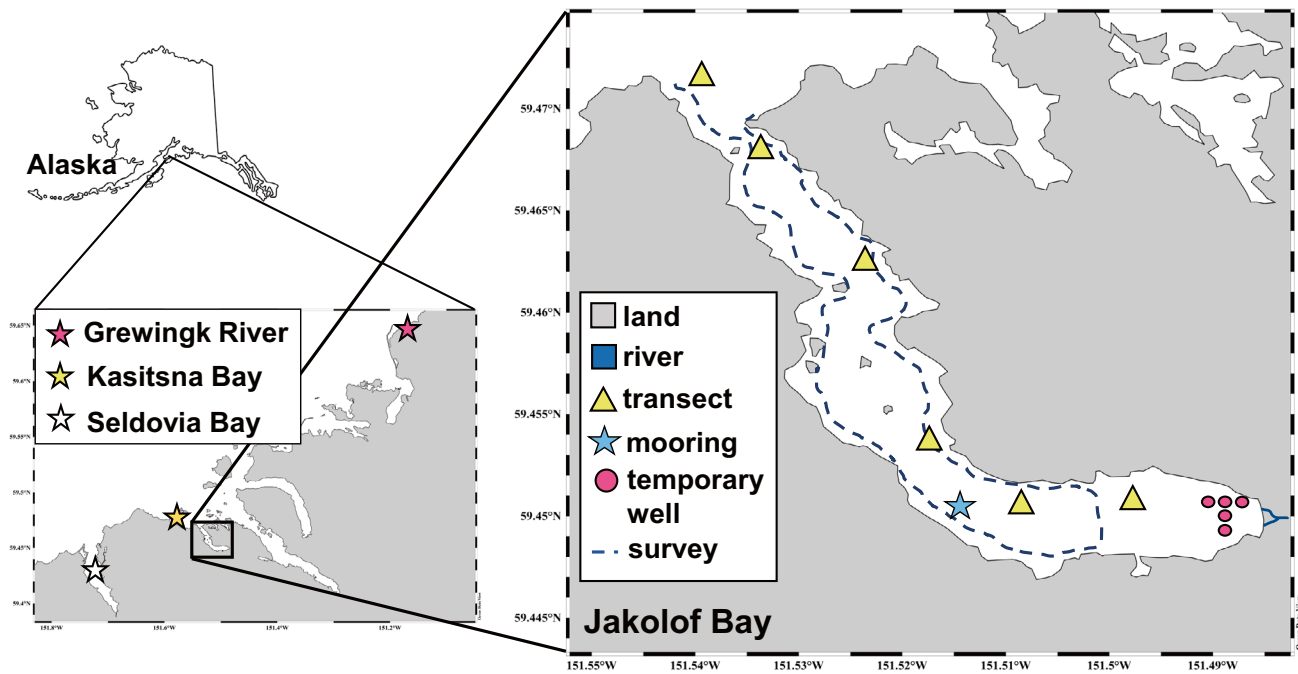 Alaska
Grewingk River
Kasitsna Bay
Seldovia Bay
59.65°N
59.6°N
59.55°N
59.5°N
59.45°N
59.4°N
151.8°W
151.6°W
151.4°W
151.2°W
59.47°N
59.465°N
59.46°N
59.455°N
59.45°N
59.445°N
land
river
transect
mooring
temporary
well
survey
Jakolof Bay
151.55°W
151.54°W
151.53°W
151.52°W
151.51°W
151.5°W
151.49°W